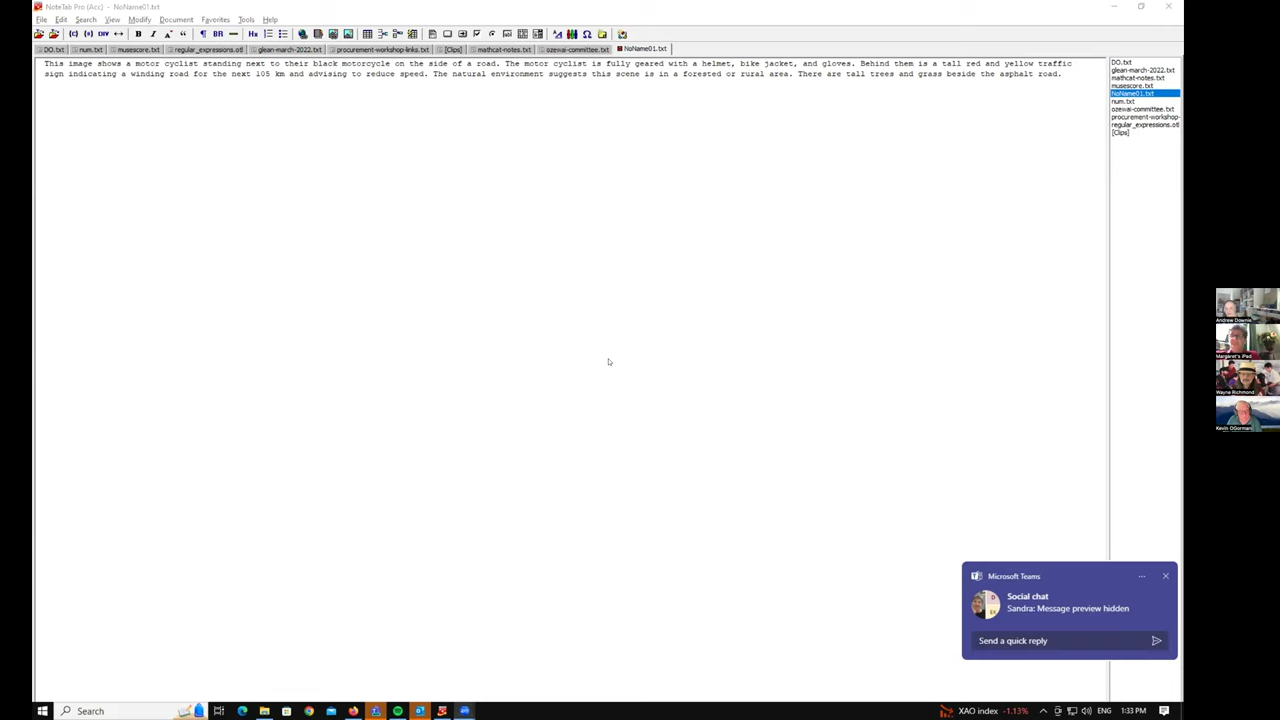 NoteTab Pro (Acc) - NoName01.txt
File Edit Search View Modify Document Favorites Tools Help
DO.txt num.txt musescore.txt regular_expressions.otl glean-march-2022.txt procurement-workshop-links.txt [Clips] mathcat-notes.txt ozewai-committee.txt NoName01.txt
This image shows a motor cyclist standing next to their black motorcycle on the side of a road. The motor cyclist is fully geared with a helmet, bike jacket, and gloves. Behind them is a tall red and yellow traffic
sign indicating a winding road for the next 105 km and advising to reduce speed. The natural environment suggests this scene is in a forested or rural area. There are tall trees and grass beside the asphalt road.
DO.txt
glean-march-2022.txt
mathcat-notes.txt
musescore.txt
NoName01.txt
num.txt
ozewai-committee.txt
procurement-workshop-
regular_expressions.otl
[Clips]
Andrew Downie
Margaret's iPad
Wayne Richmond
Kevin OGorman
Microsoft Teams
Social chat
Sandra: Message preview hidden
Send a quick reply
Search
XAO index -1.13%
ENG
1:33 PM